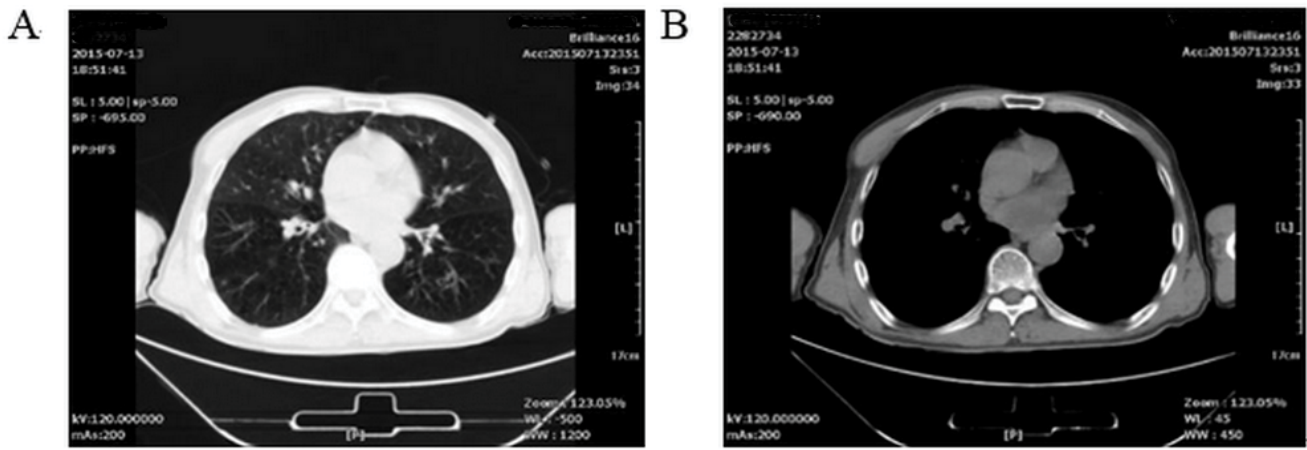 A
2015-07-13
18:51:41
SL : 5.00|sp-5.00
SP : -695.00
PP:HFS
Brilliance16
Acc:201507132351
Srs:3
Img:34
[L]
17cm
kV:120.000000
mAs:200
[P]
Zoom : 123.05%
WL : -500
WW : 1200
B
2282734
2015-07-13
18:51:41
SL : 5.00|sp-5.00
SP : -690.00
PP:HFS
Brilliance16
Acc:201507132351
Srs:3
Img:33
[L]
17cm
kV:120.000000
mAs:200
[P]
Zoom : 123.05%
WL : 45
WW : 450